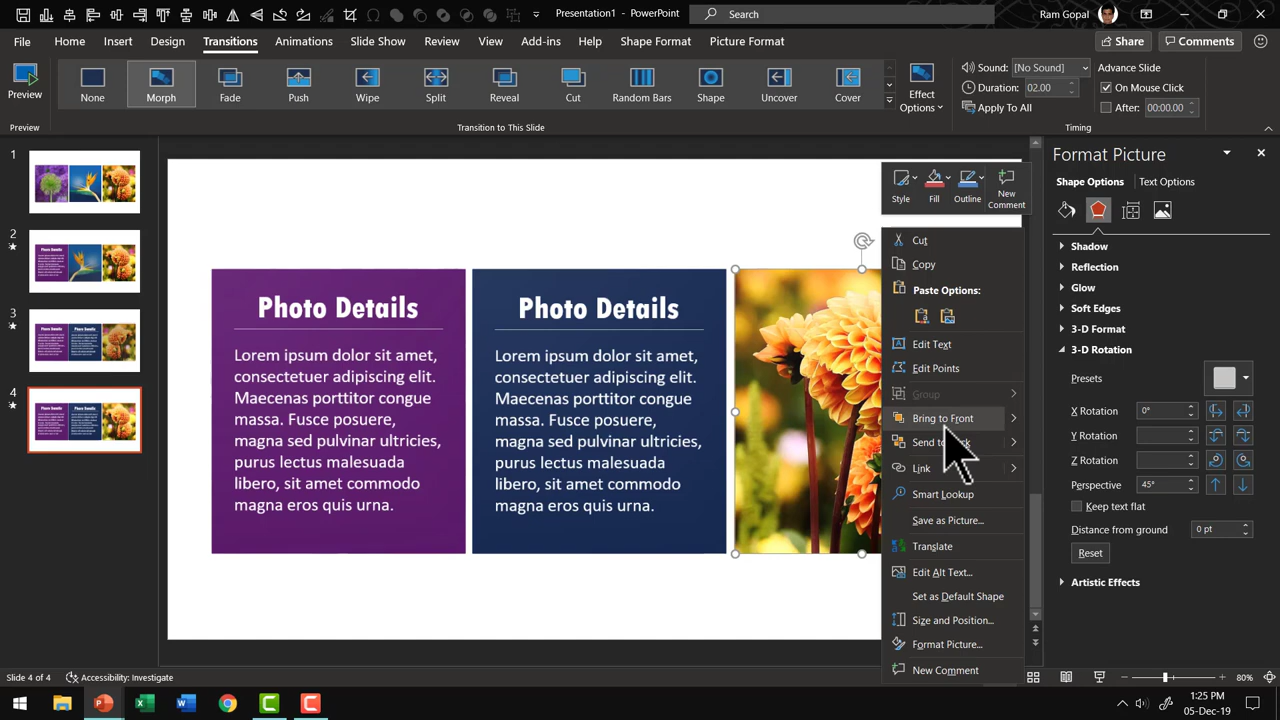 Presentation1 - PowerPoint
Search
Ram Gopal
File Home Insert Design Transitions Animations Slide Show Review View Add-ins Help Shape Format Picture Format
Share Comments
Preview
None Morph Fade Push Wipe Split Reveal Cut Random Bars Shape Uncover Cover
Effect
Options
Sound: [No Sound]
Duration: 02.00
Apply To All
Advance Slide
On Mouse Click
After: 00:00.00
Preview
Transition to This Slide
Timing
1
2
3
4
Photo Details
Lorem ipsum dolor sit amet,
consectetuer adipiscing elit.
Maecenas porttitor congue
massa. Fusce posuere,
magna sed pulvinar ultricies,
purus lectus malesuada
libero, sit amet commodo
magna eros quis urna.
Photo Details
Lorem ipsum dolor sit amet,
consectetuer adipiscing elit.
Maecenas porttitor congue
massa. Fusce posuere,
magna sed pulvinar ultricies,
purus lectus malesuada
libero, sit amet commodo
magna eros quis urna.
Style
Fill
Outline
New
Comment
Cut
Copy
Paste Options:
Edit Text
Edit Points
Group
Bring to Front
Send to
Link
Smart Lookup
Save as Picture...
Translate
Edit Alt Text...
Set as Default Shape
Size and Position...
Format Picture...
New Comment
Format Picture
Shape Options Text Options
Shadow
Reflection
Glow
Soft Edges
3-D Format
3-D Rotation
Presets
X Rotation 0°
Y Rotation
Z Rotation
Perspective 45°
Keep text flat
Distance from ground 0 pt
Reset
Artistic Effects
Slide 4 of 4
Accessibility: Investigate
80%
1:25 PM
05-Dec-19